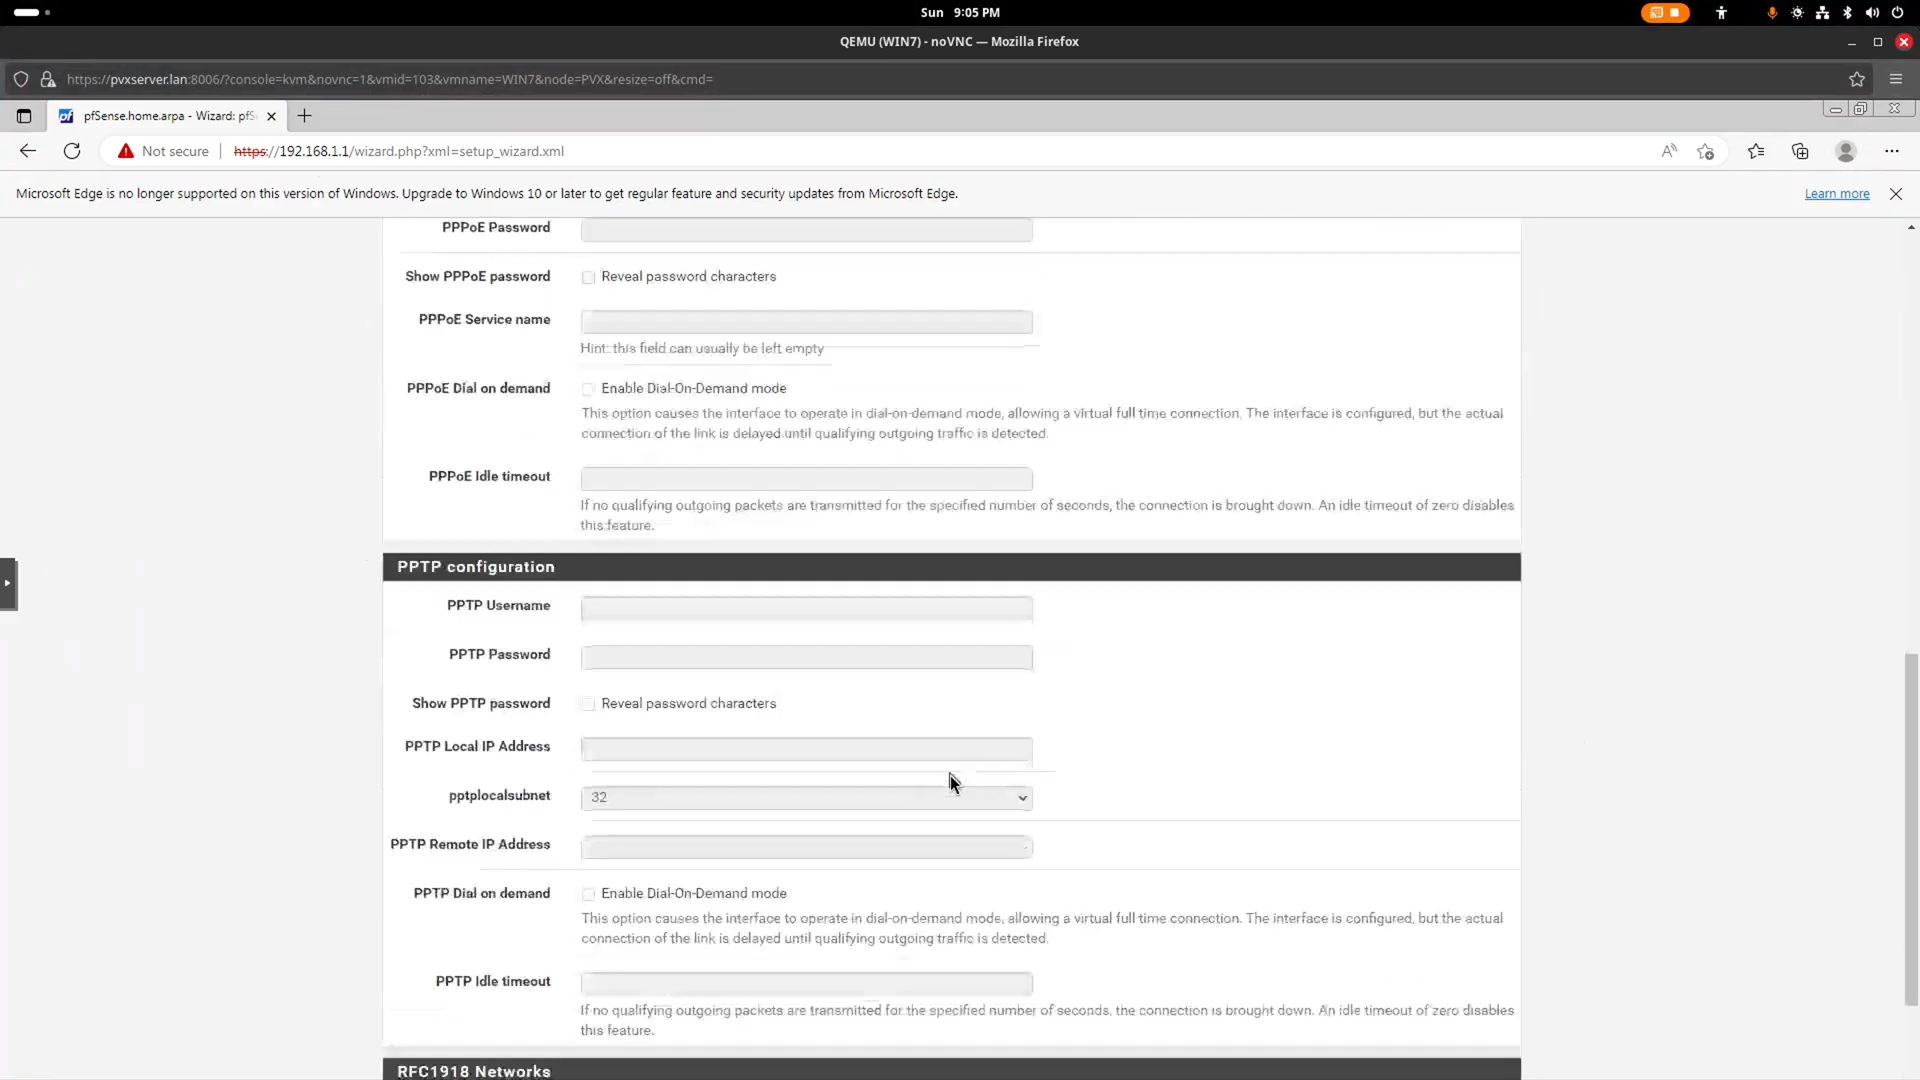 Sun 9:05 PM
QEMU (WIN7) - noVNC — Mozilla Firefox
https://pvxserver.lan:8006/?console=kvm&novnc=1&vmid=103&vmname=WIN7&node=PVX&resize=off&cmd=
pfSense.home.arpa - Wizard: pfS
Not secure
https://192.168.1.1/wizard.php?xml=setup_wizard.xml
Microsoft Edge is no longer supported on this version of Windows. Upgrade to Windows 10 or later to get regular feature and security updates from Microsoft Edge.
Learn more
PPPoE Password
Show PPPoE password
Reveal password characters
PPPoE Service name
Hint: this field can usually be left empty
PPPoE Dial on demand
Enable Dial-On-Demand mode
This option causes the interface to operate in dial-on-demand mode, allowing a virtual full time connection. The interface is configured, but the actual
connection of the link is delayed until qualifying outgoing traffic is detected.
PPPoE Idle timeout
If no qualifying outgoing packets are transmitted for the specified number of seconds, the connection is brought down. An idle timeout of zero disables
this feature.
PPTP configuration
PPTP Username
PPTP Password
Show PPTP password
Reveal password characters
PPTP Local IP Address
pptplocalsubnet
32
PPTP Remote IP Address
PPTP Dial on demand
Enable Dial-On-Demand mode
This option causes the interface to operate in dial-on-demand mode, allowing a virtual full time connection. The interface is configured, but the actual
connection of the link is delayed until qualifying outgoing traffic is detected.
PPTP Idle timeout
If no qualifying outgoing packets are transmitted for the specified number of seconds, the connection is brought down. An idle timeout of zero disables
this feature.
RFC1918 Networks